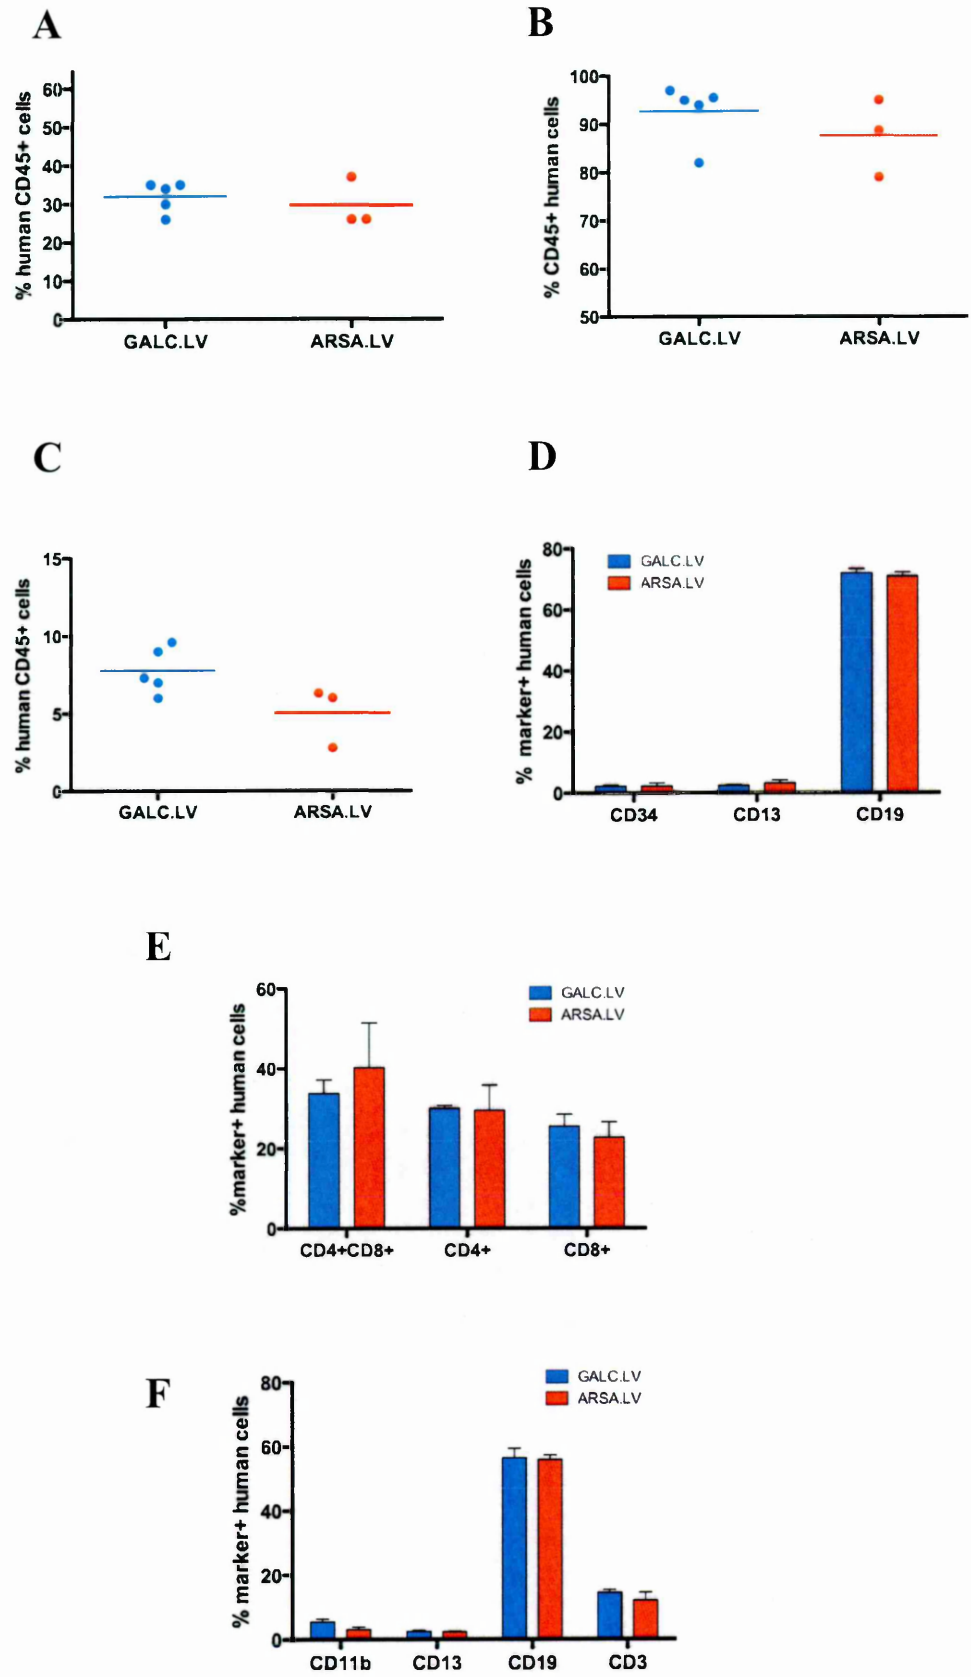 A
% human CD45+ cells
60
50
40
30
20
10
0
GALC.LV
ARSA.LV
B
% CD45+ human cells
100
90
80
70
60
50
GALC.LV
ARSA.LV
C
% human CD45+ cells
15
10
5
0
GALC.LV
ARSA.LV
D
% marker+ human cells
80
60
40
20
0
GALC.LV
ARSA.LV
CD34
CD13
CD19
E
%marker+ human cells
60
40
20
0
GALC.LV
ARSA.LV
CD4+CD8+
CD4+
CD8+
F
% marker+ human cells
80
60
40
20
0
GALC.LV
ARSA.LV
CD11b
CD13
CD19
CD3